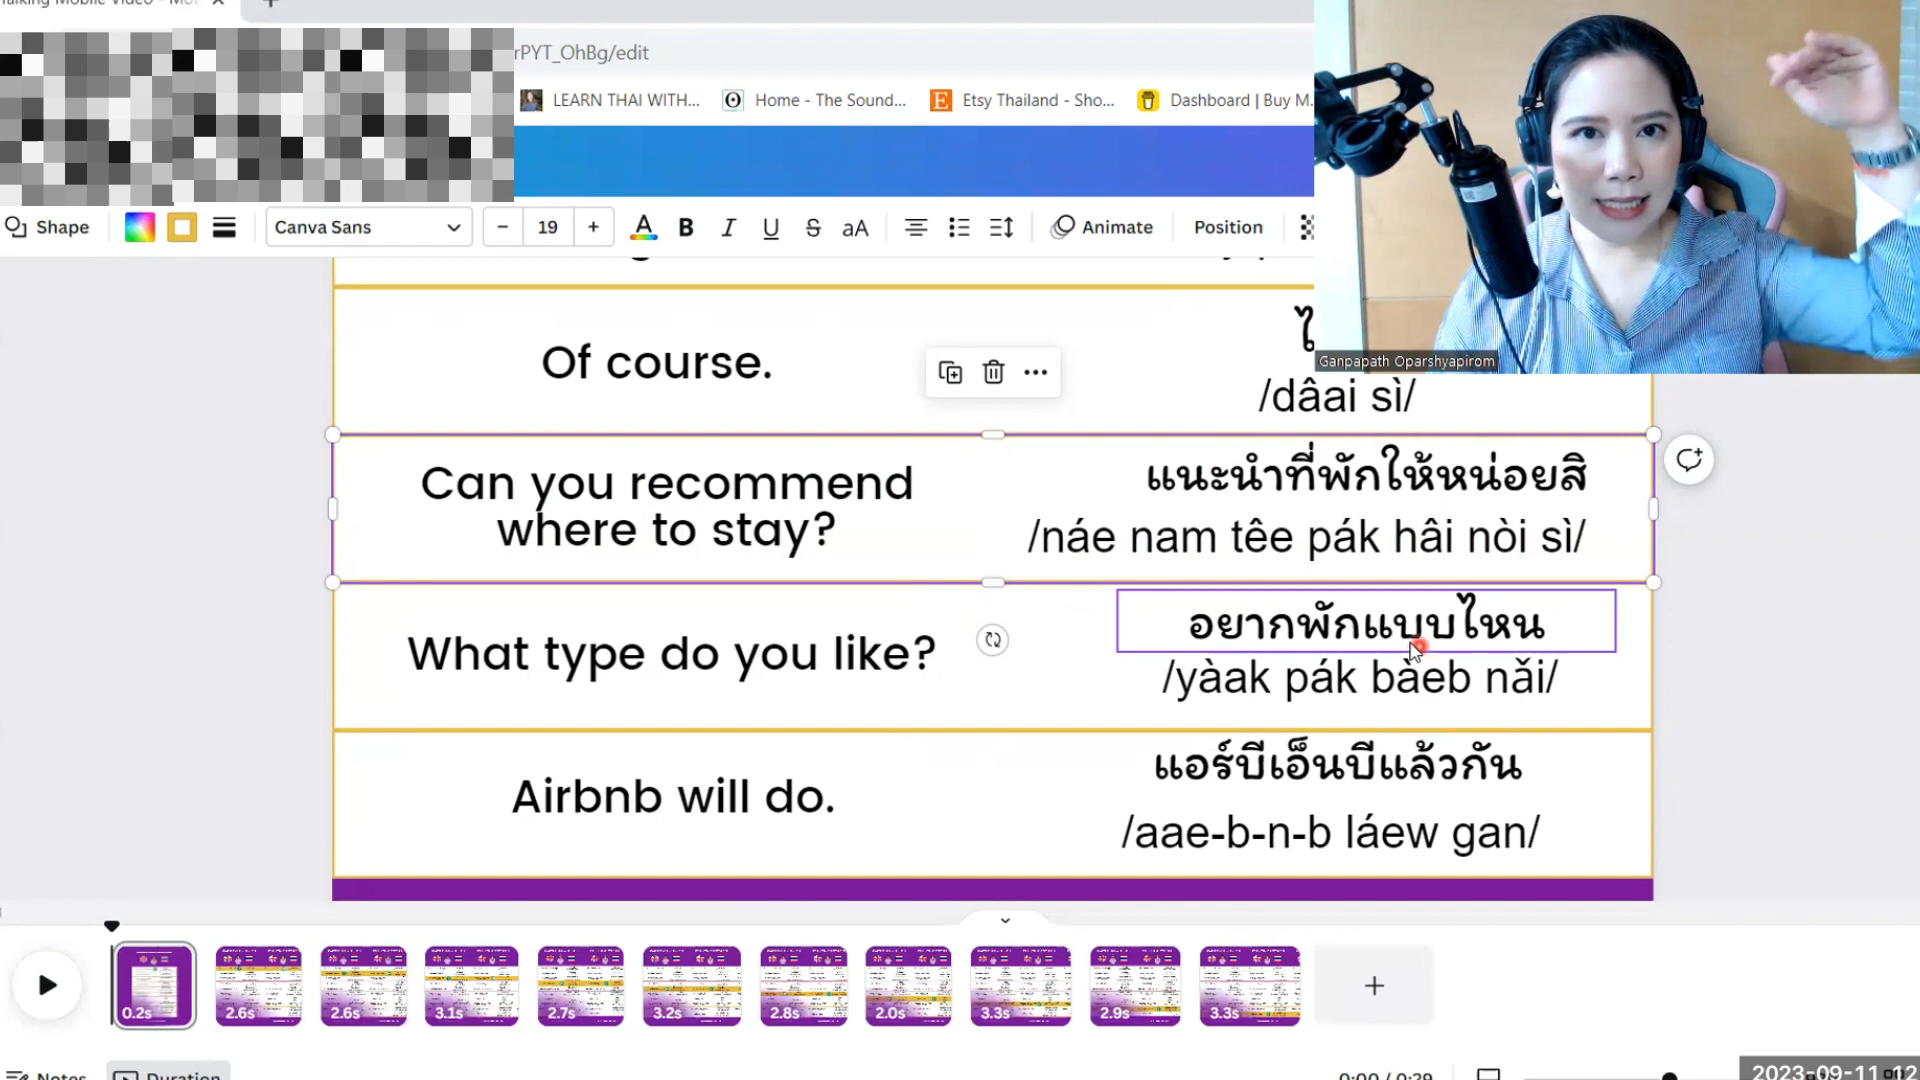 rPYT_OhBg/edit
LEARN THAI WITH...
Home - The Sound...
Etsy Thailand - Sho...
Dashboard | Buy M.
Shape
Canva Sans
19
Animate
Position
Ganpapath Oparshyapirom
Of course.
/dâai sì/
Can you recommend
where to stay?
แนะนำที่พักให้หน่อยสิ
/náe nam têe pák hâi nòi sì/
What type do you like?
อยากพักแบบไหน
/yàak pák bàeb nǎi/
Airbnb will do.
แอร์บีเอ็นบีแล้วกัน
/aae-b-n-b láew gan/
0.2s
2.6s
2.6s
3.1s
2.7s
3.2s
2.8s
2.0s
3.3s
2.9s
3.3s
Notes
Duration
0:00 / 0:29
2023-09-11